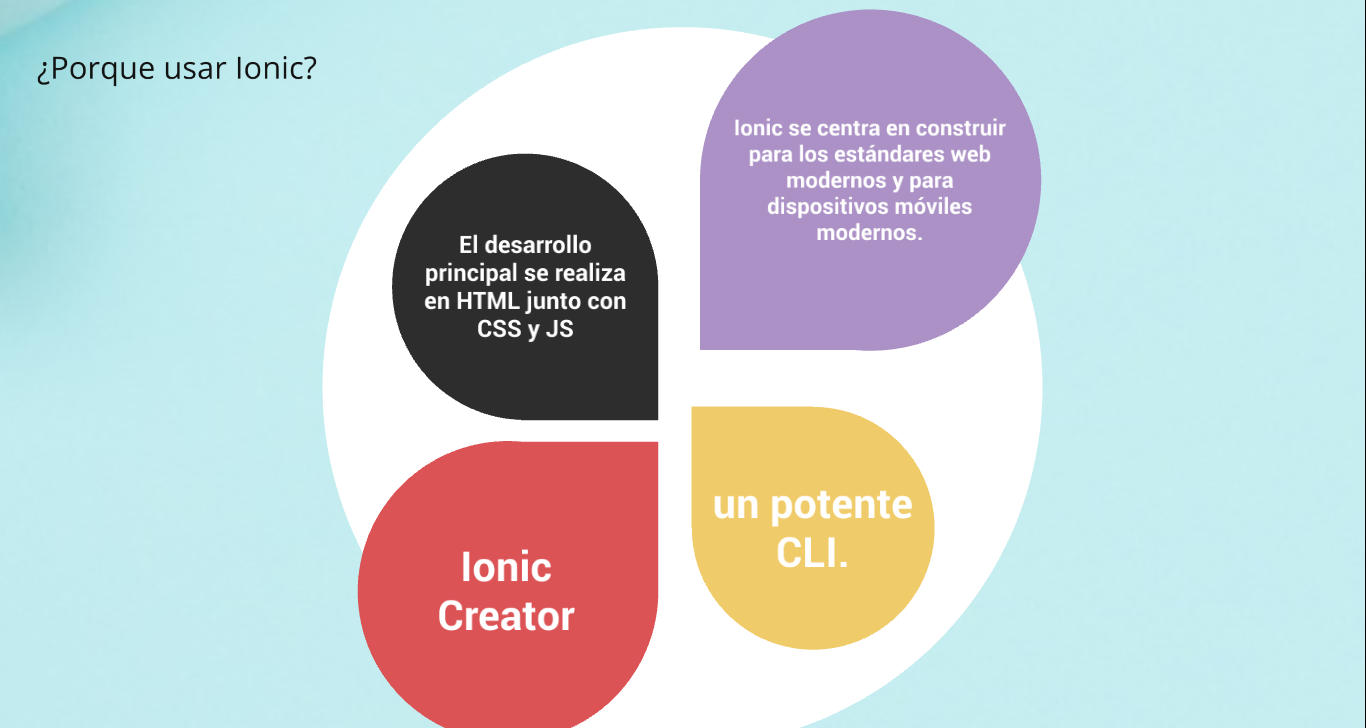 ¿Porque usar Ionic?
El desarrollo
principal se realiza
en HTML junto con
CSS y JS
Ionic se centra en construir
para los estándares web
modernos y para
dispositivos móviles
modernos.
Ionic
Creator
un potente
CLI.